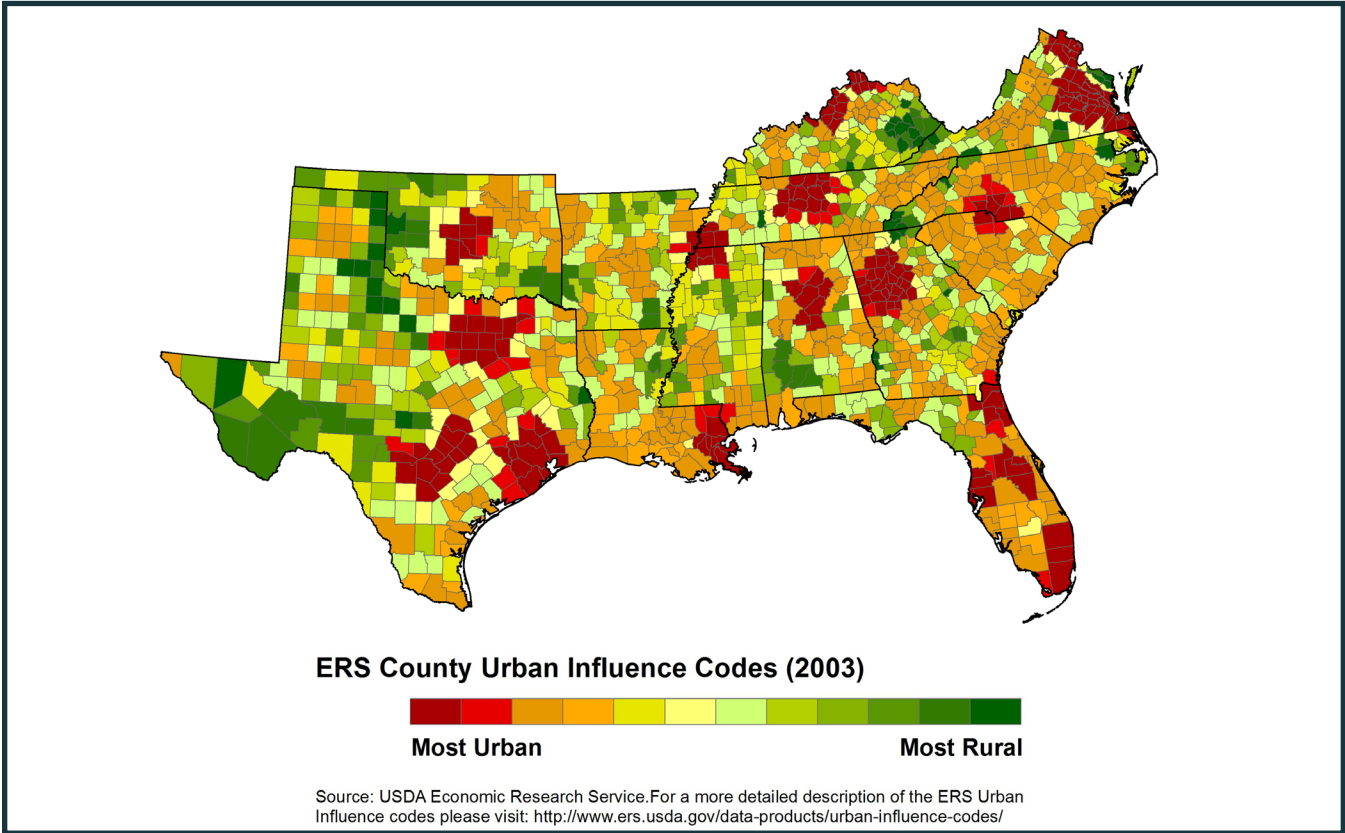 ERS County Urban Influence Codes (2003)
Most Urban
Most Rural
Source: USDA Economic Research Service.For a more detailed description of the ERS Urban
Influence codes please visit: http://www.ers.usda.gov/data-products/urban-influence-codes/